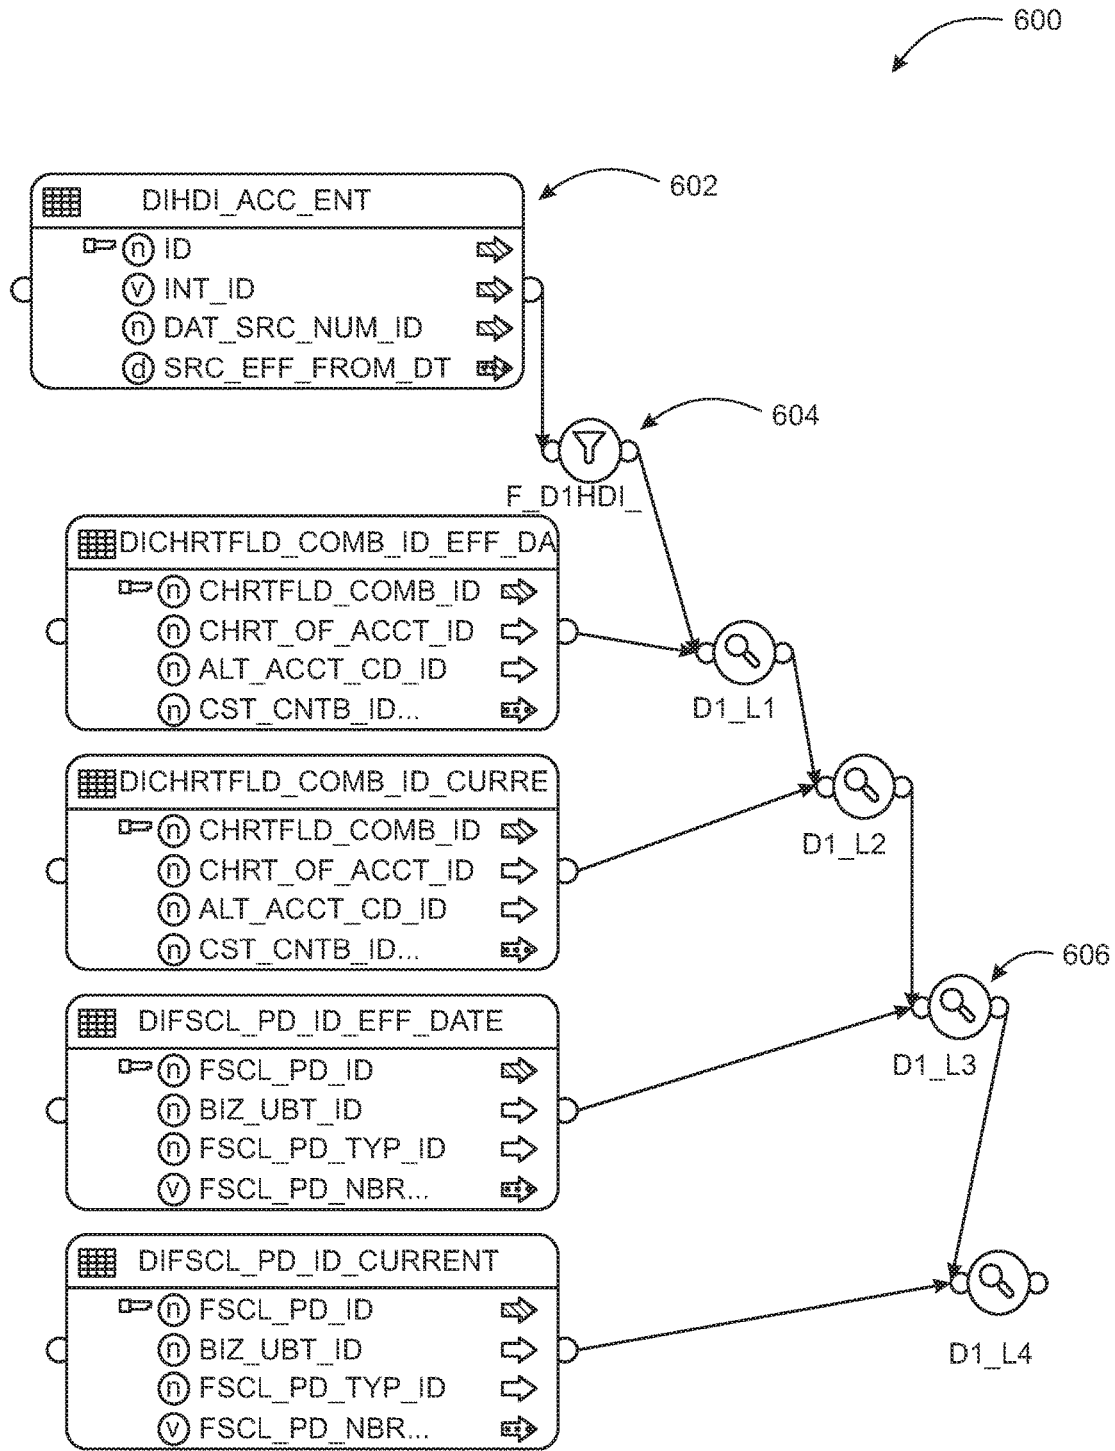 600
602
DIHDI_ACC_ENT
n ID
v INT_ID
n DAT_SRC_NUM_ID
d SRC_EFF_FROM_DT
604
F_D1HDI_
DICHRTFLD_COMB_ID_EFF_DA
n CHRTFLD_COMB_ID
n CHRT_OF_ACCT_ID
n ALT_ACCT_CD_ID
n CST_CNTB_ID...
D1_L1
DICHRTFLD_COMB_ID_CURRE
n CHRTFLD_COMB_ID
n CHRT_OF_ACCT_ID
n ALT_ACCT_CD_ID
n CST_CNTB_ID...
D1_L2
606
DIFSCL_PD_ID_EFF_DATE
n FSCL_PD_ID
n BIZ_UBT_ID
n FSCL_PD_TYP_ID
v FSCL_PD_NBR...
D1_L3
DIFSCL_PD_ID_CURRENT
n FSCL_PD_ID
n BIZ_UBT_ID
n FSCL_PD_TYP_ID
v FSCL_PD_NBR...
D1_L4